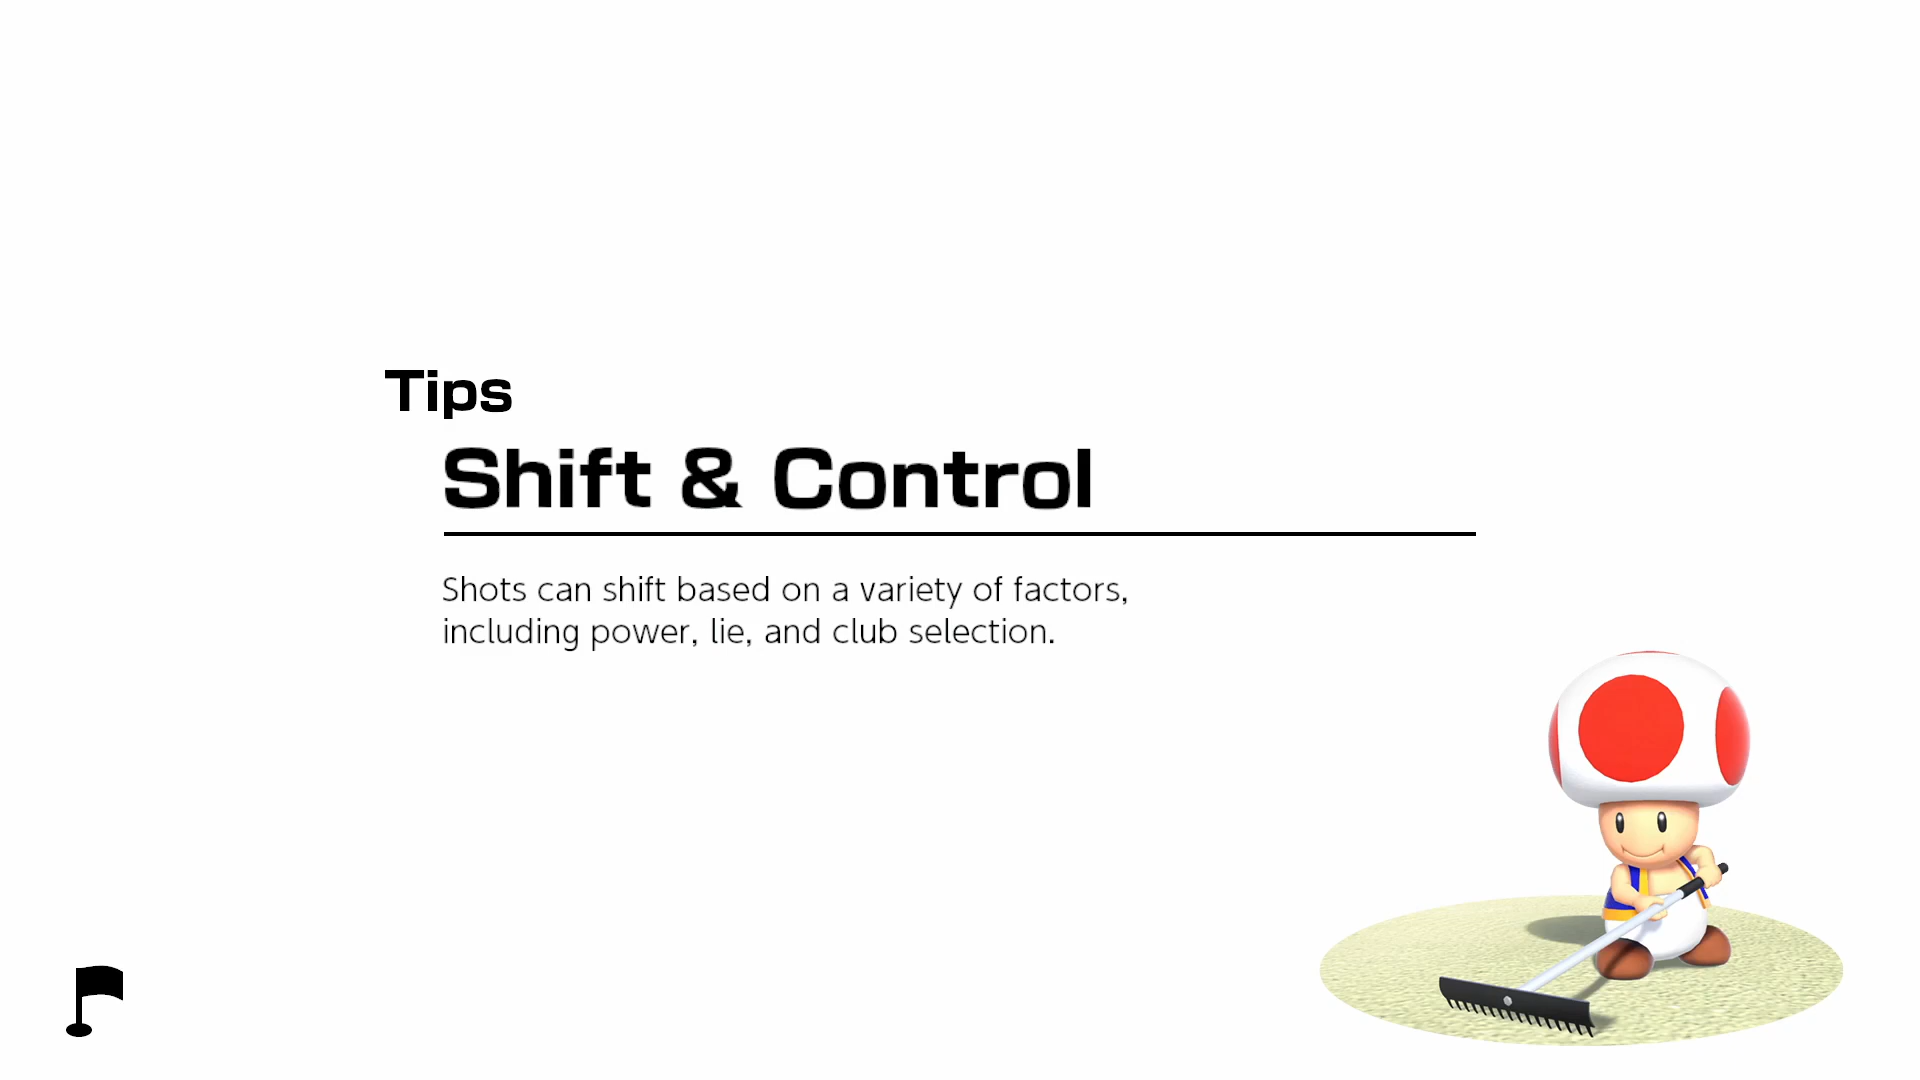 Tips
Shift & Control
Shots can shift based on a variety of factors,
including power, lie, and club selection.